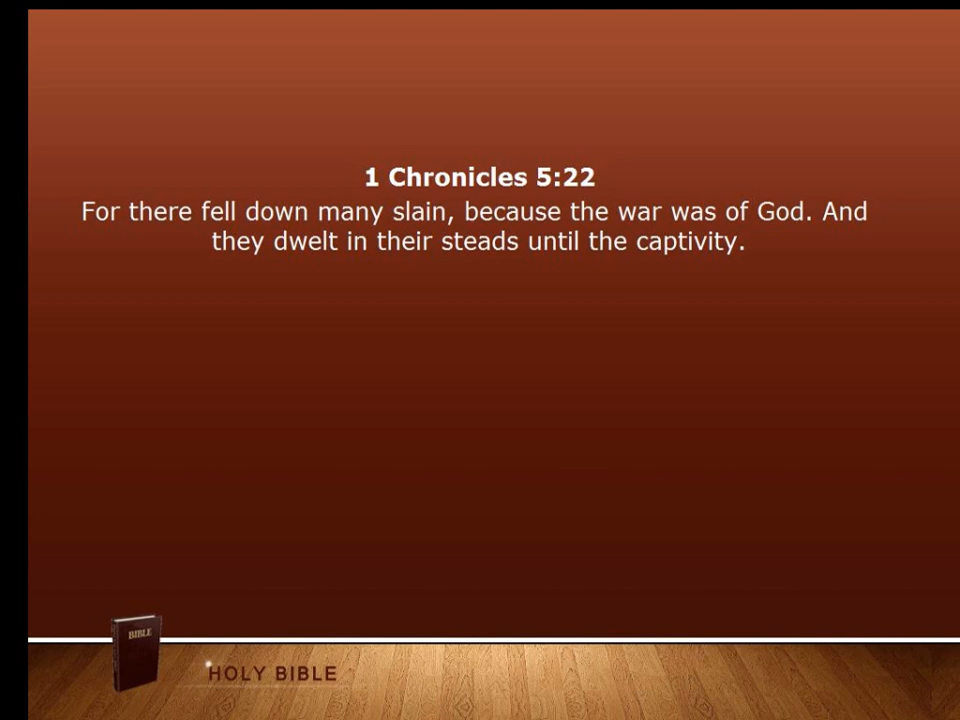 1 Chronicles 5:22
For there fell down many slain, because the war was of God. And
they dwelt in their steads until the captivity.
BIBLE
HOLY BIBLE